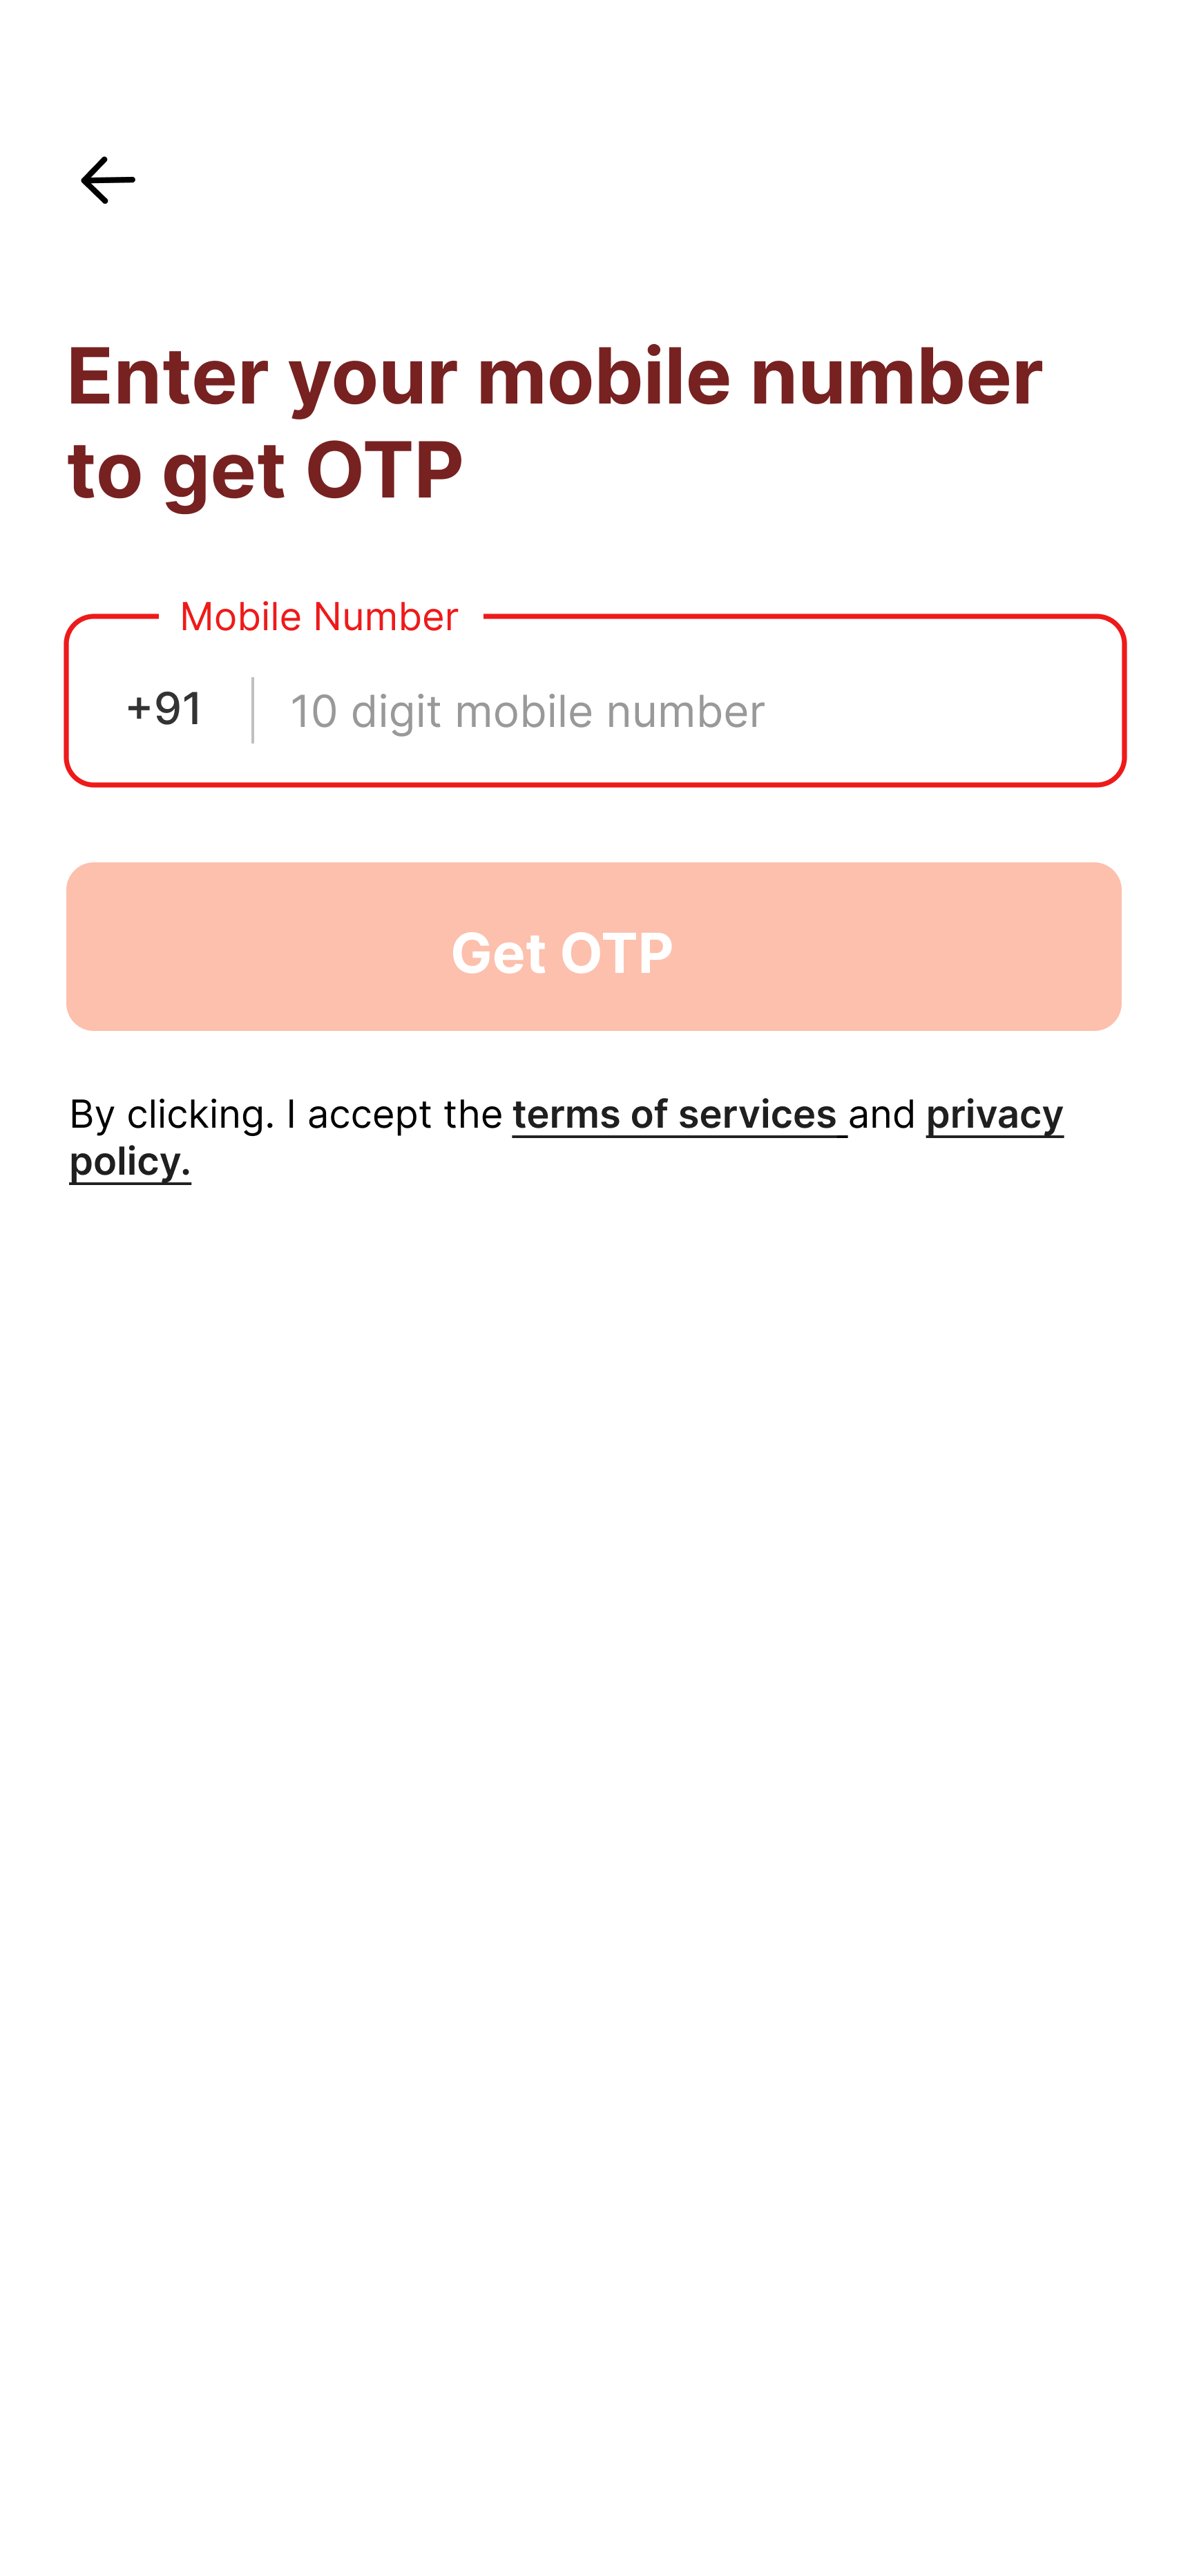 Enter your mobile number
to get OTP
Mobile Number
+91 10 digit mobile number
Get OTP
By clicking. I accept the terms of services and privacy
policy.